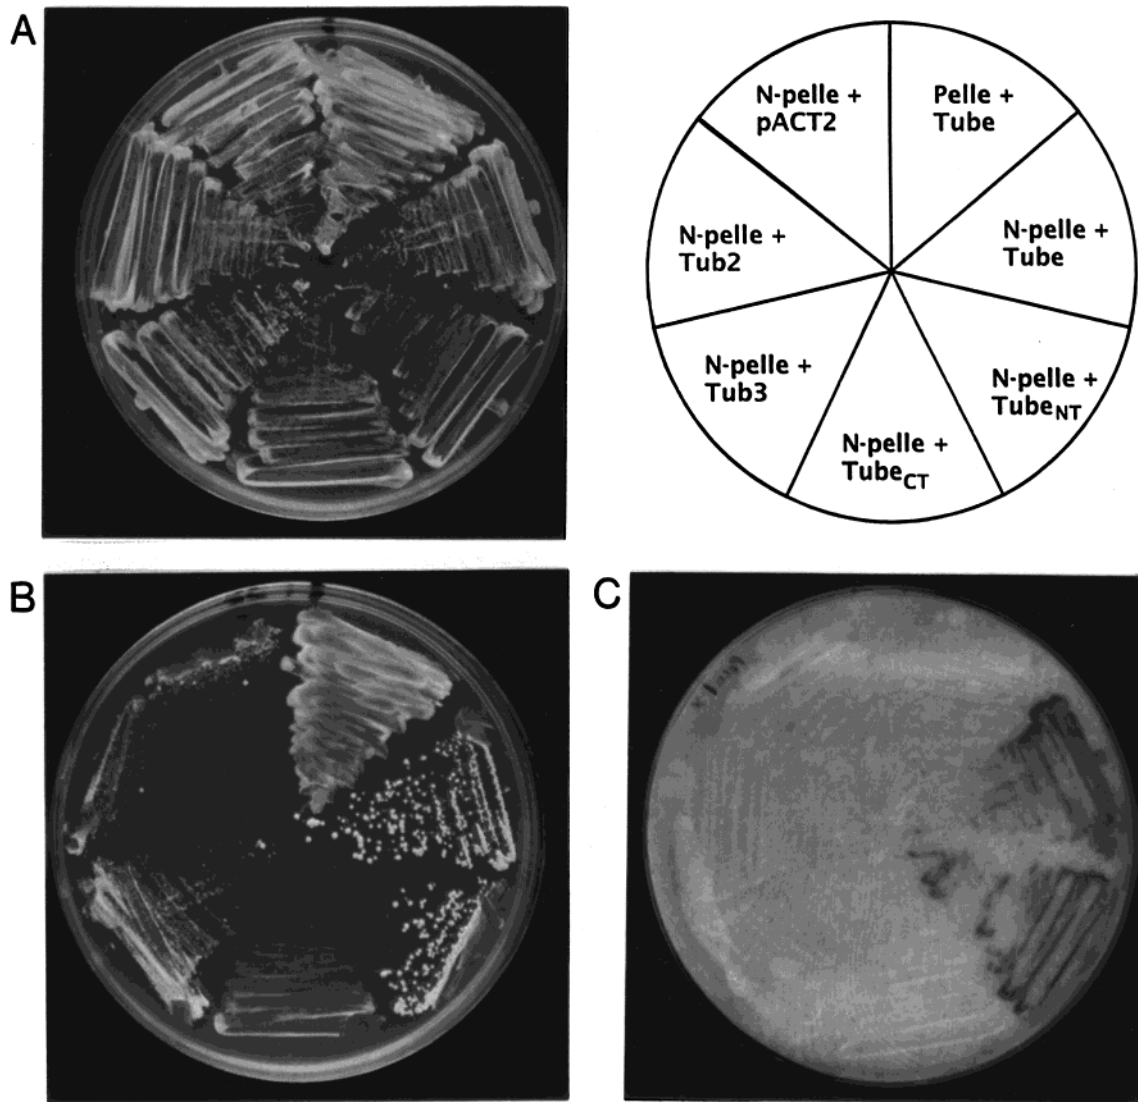 A
N-pelle +
pACT2
Pelle +
Tube
N-pelle +
Tub2
N-pelle +
Tube
N-pelle +
Tub3
N-pelle +
TubeNT
N-pelle +
TubeCT
B
C